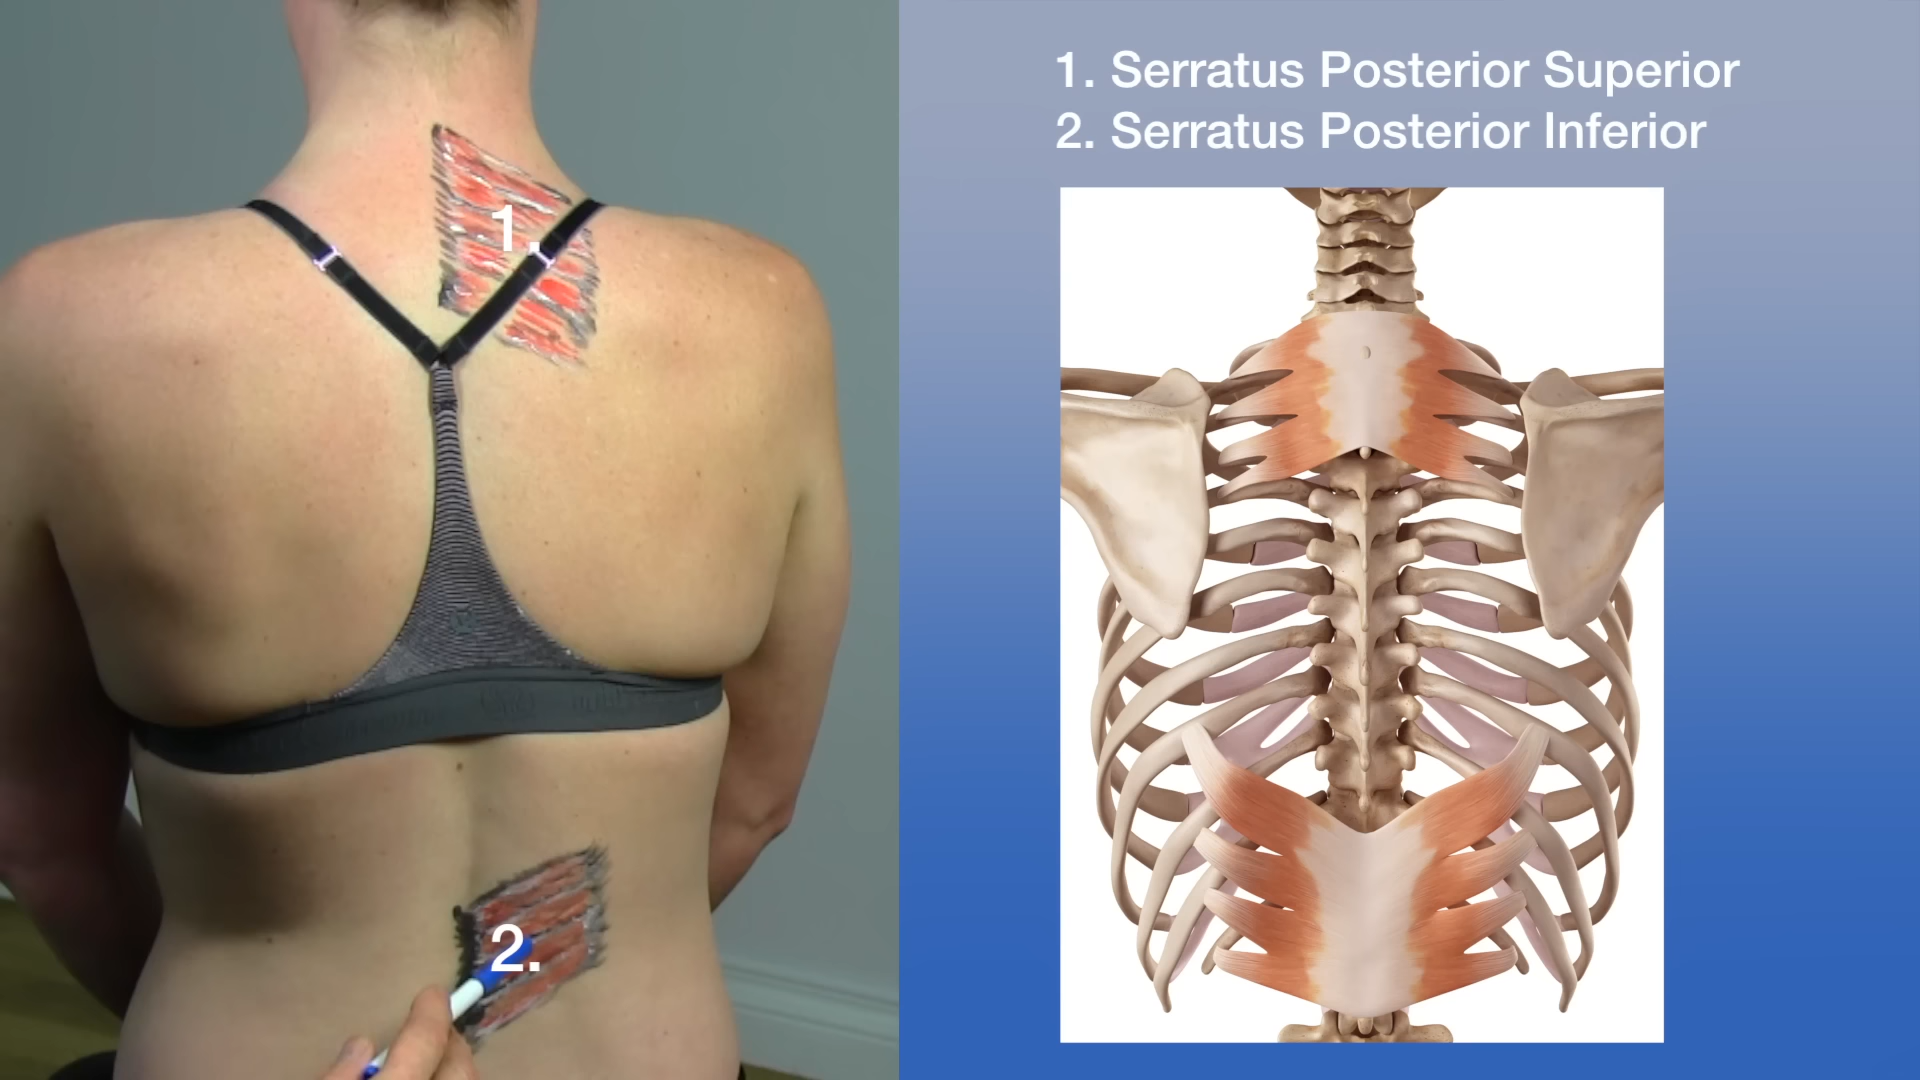 1. Serratus Posterior Superior
2. Serratus Posterior Inferior
1.
2.